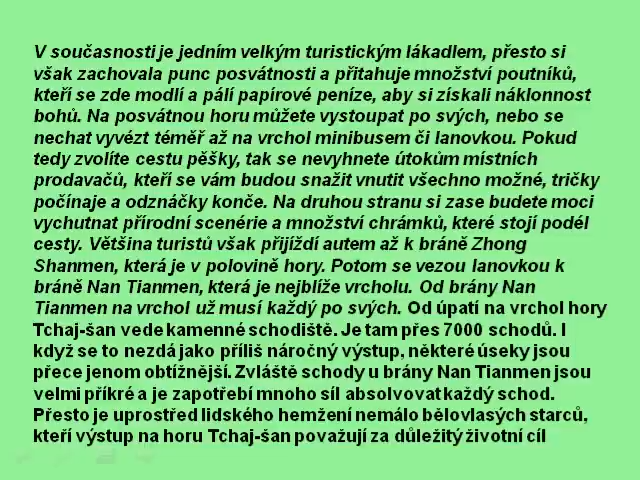 V současnosti je jedním velkým turistickým lákadlem, přesto si
však zachovala punc posvátnosti a přitahuje množství poutníků,
kteří se zde modlí a pálí papírové peníze, aby si získali náklonnost
bohů. Na posvátnou horu můžete vystoupat po svých, nebo se
nechat vyvézt téměř až na vrchol minibusem či lanovkou. Pokud
tedy zvolíte cestu pěšky, tak se nevyhnete útokům místních
prodavačů, kteří se vám budou snažit vnutit všechno možné, tričky
počínaje a odznáčky konče. Na druhou stranu si zase budete moci
vychutnat přírodní scenérie a množství chrámků, které stojí podél
cesty. Většina turistů však přijíždí autem až k bráně Zhong
Shanmen, která je v polovině hory. Potom se vezou lanovkou k
bráně Nan Tianmen, která je nejblíže vrcholu. Od brány Nan
Tianmen na vrchol už musí každý po svých. Od úpatí na vrchol hory
Tchaj-šan vede kamenné schodiště. Je tam přes 7000 schodů. I
když se to nezdá jako příliš náročný výstup, některé úseky jsou
přece jenom obtížnější. Zvláště schody u brány Nan Tianmen jsou
velmi příkré a je zapotřebí mnoho síl absolvovat každý schod.
Přesto je uprostřed lidského hemžení nemálo bělovlasých starců,
kteří výstup na horu Tchaj-šan považují za důležitý životní cíl